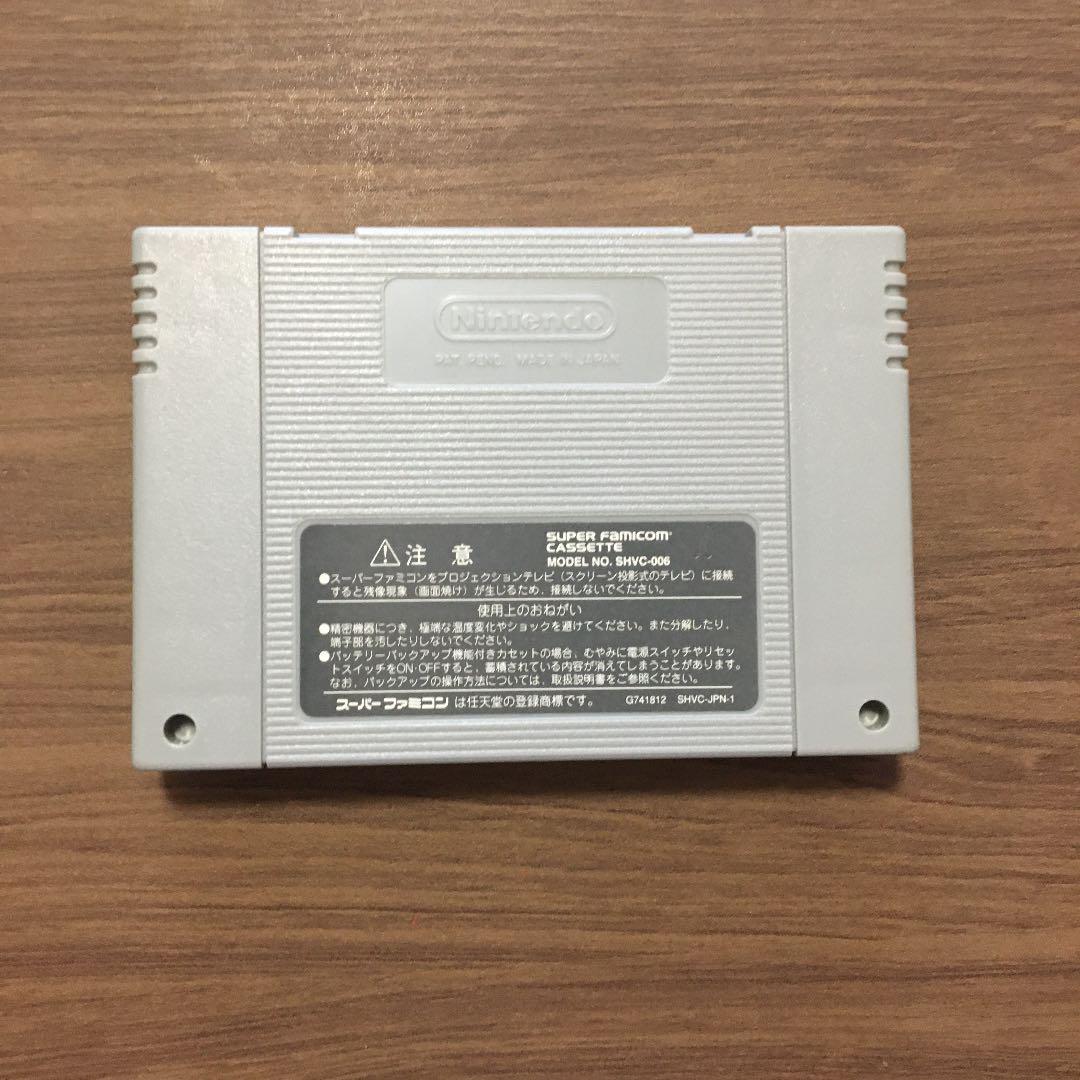 Nintendo
PAT. PEND. MADE IN JAPAN
⚠注 意
SUPER FAMICOM
CASSETTE
MODEL NO. SHVC-006
●スーパーファミコンをプロジェクションテレビ（スクリーン投影式のテレビ）に接続
すると残像現象（画面焼け）が生じるため、接続しないでください。
使用上のおねがい
●精密機器につき、極端な温度変化やショックを避けてください。また分解したり、
端子部を汚したりしないでください。
●バッテリーバックアップ機能付きカセットの場合、むやみに電源スイッチやリセッ
トスイッチをON・OFFすると、蓄積されている内容が消えてしまうことがあります。
なお、バックアップの操作方法については、取扱説明書をご参照ください。
スーパーファミコン は任天堂の登録商標です。 G741812 SHVC-JPN-1